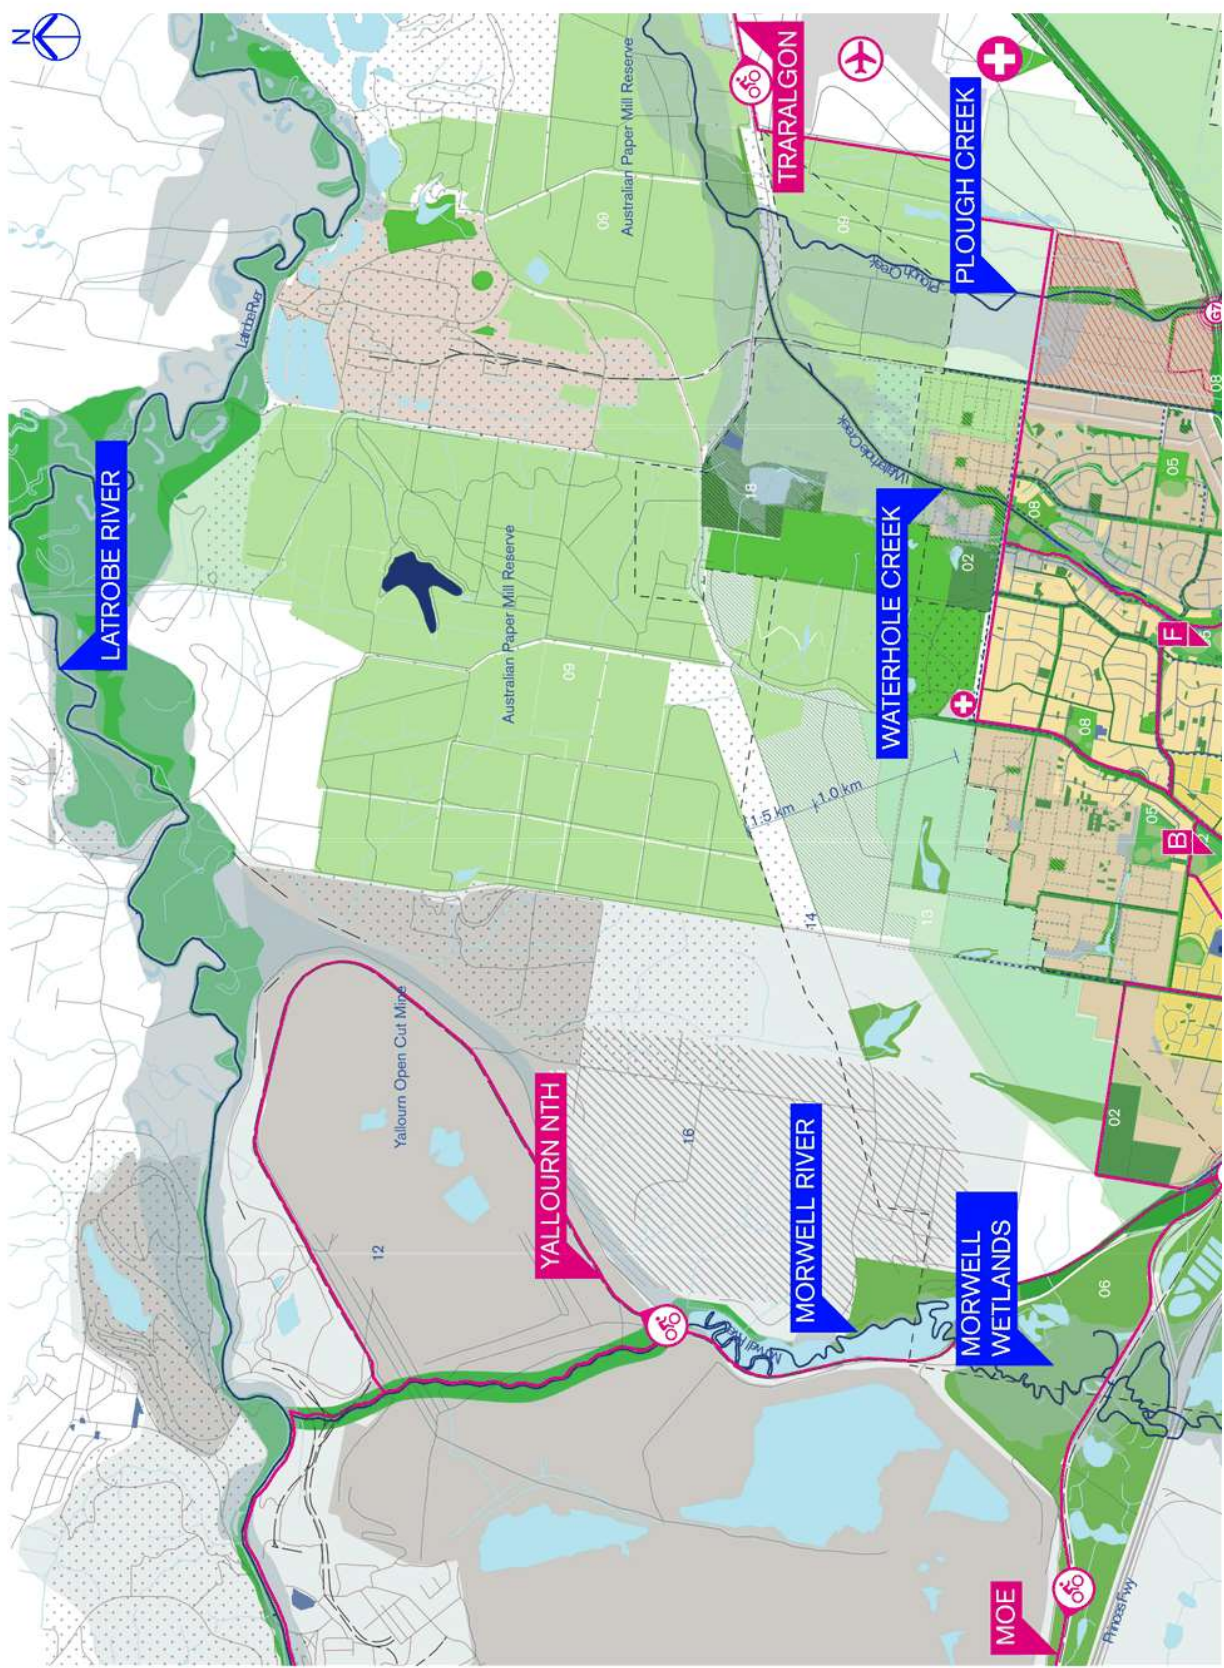 N
LATROBE RIVER
Latrobe River
Australian Paper Mill Reserve
09
TRARALGON
PLOUGH CREEK
Plough Creek
09
G7
08
Australian Paper Mill Reserve
09
18
Waterhole Creek
WATERHOLE CREEK
02
08
05
F
08
05
B
1.5 km
1.0 km
14
13
Yallourn Open Cut Mine
12
YALLOURN NTH
16
MORWELL RIVER
Morwell River
MORWELL
WETLANDS
02
06
MOE
Princes Fwy